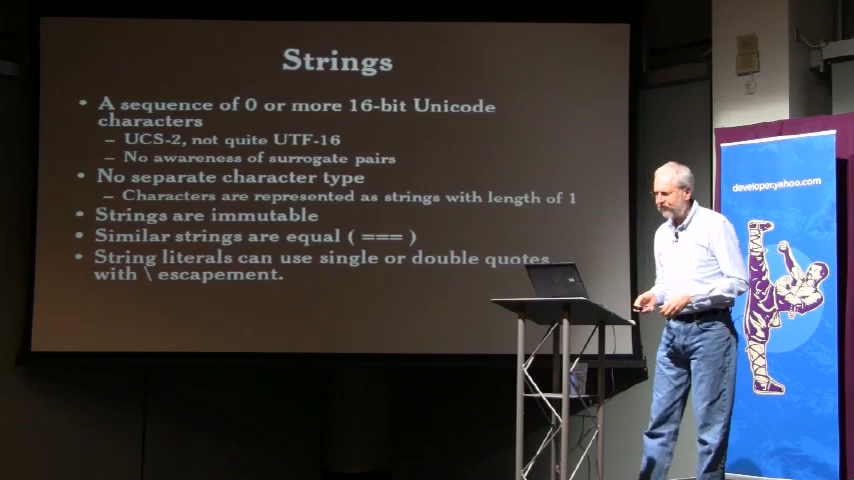 Strings
• A sequence of 0 or more 16-bit Unicode
characters
– UCS-2, not quite UTF-16
– No awareness of surrogate pairs
• No separate character type
– Characters are represented as strings with length of 1
• Strings are immutable
• Similar strings are equal ( === )
• String literals can use single or double quotes
with \ escapement.
developer.yahoo.com